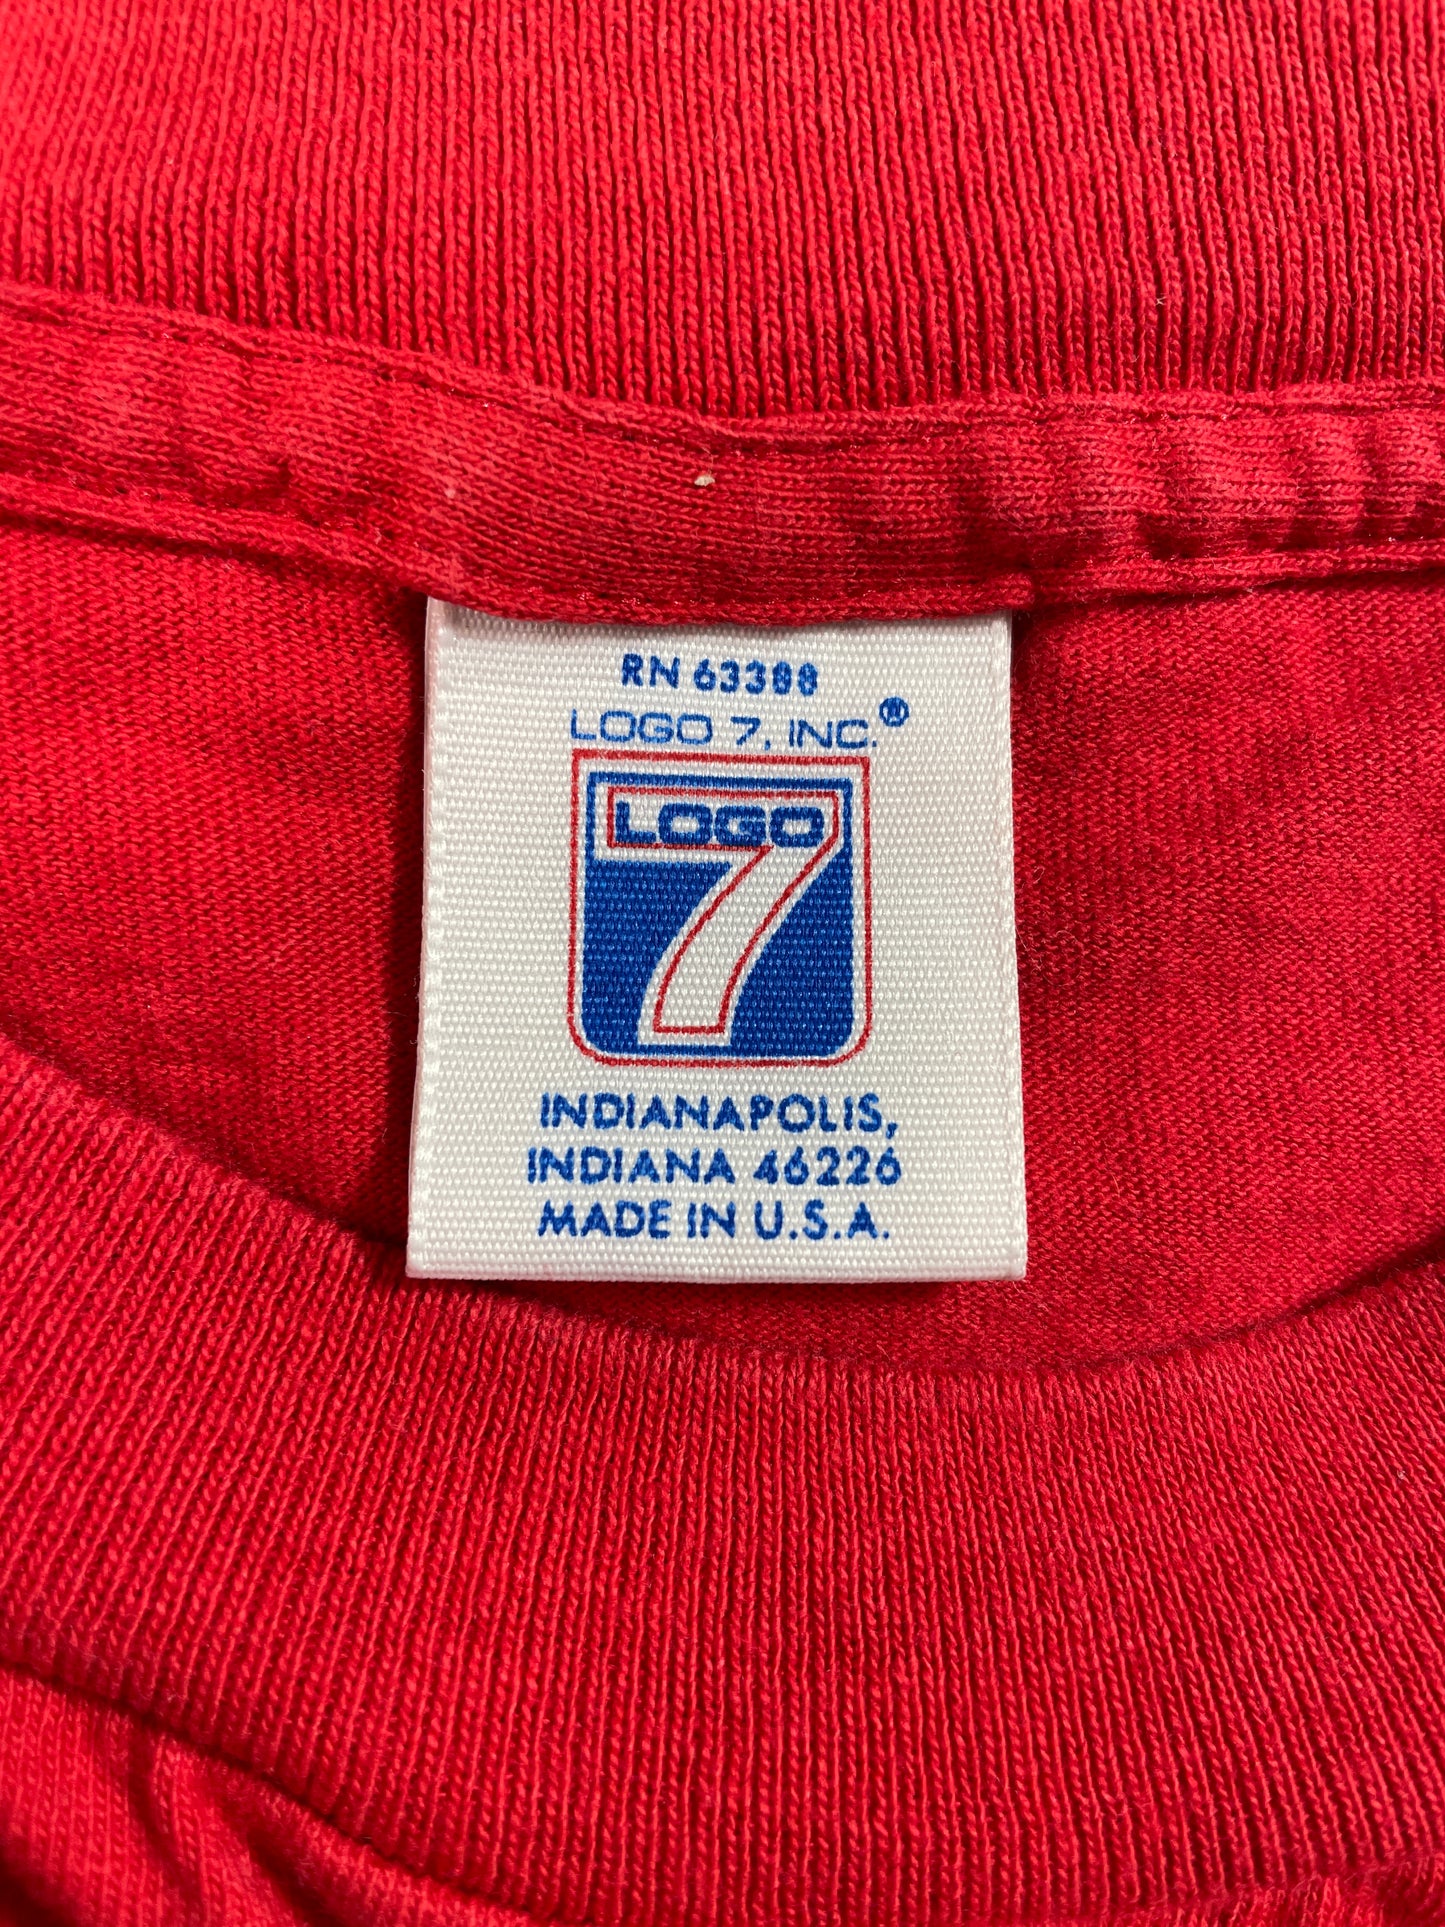 RN 63388
LOGO 7, INC.®
LOGO
7
INDIANAPOLIS,
INDIANA 46226
MADE IN U.S.A.